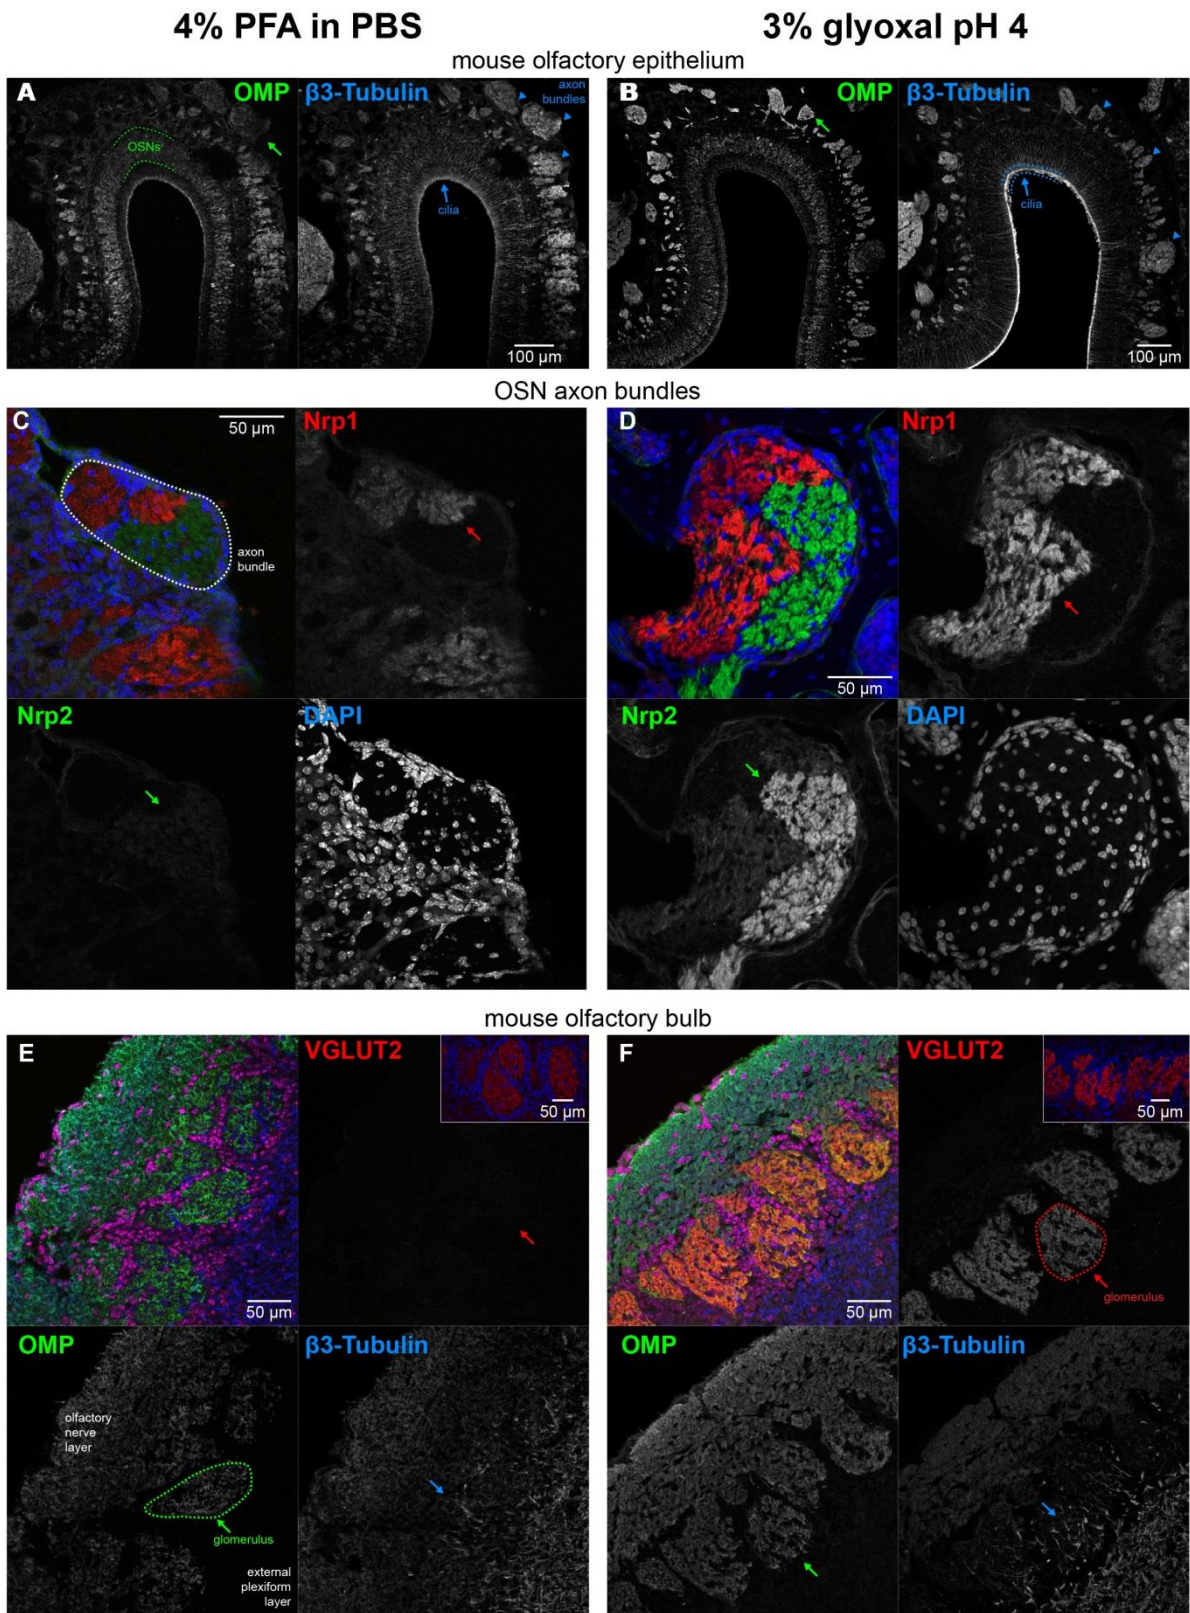 4% PFA in PBS
3% glyoxal pH 4
mouse olfactory epithelium
A
OMP
OSNs
β3-Tubulin
axon
bundles
cilia
100 µm
B
OMP
β3-Tubulin
cilia
100 µm
OSN axon bundles
C
50 µm
axon
bundle
Nrp1
Nrp2
DAPI
D
50 µm
Nrp1
Nrp2
DAPI
mouse olfactory bulb
E
50 µm
VGLUT2
50 µm
OMP
olfactory
nerve
layer
glomerulus
external
plexiform
layer
β3-Tubulin
F
50 µm
VGLUT2
50 µm
glomerulus
OMP
β3-Tubulin